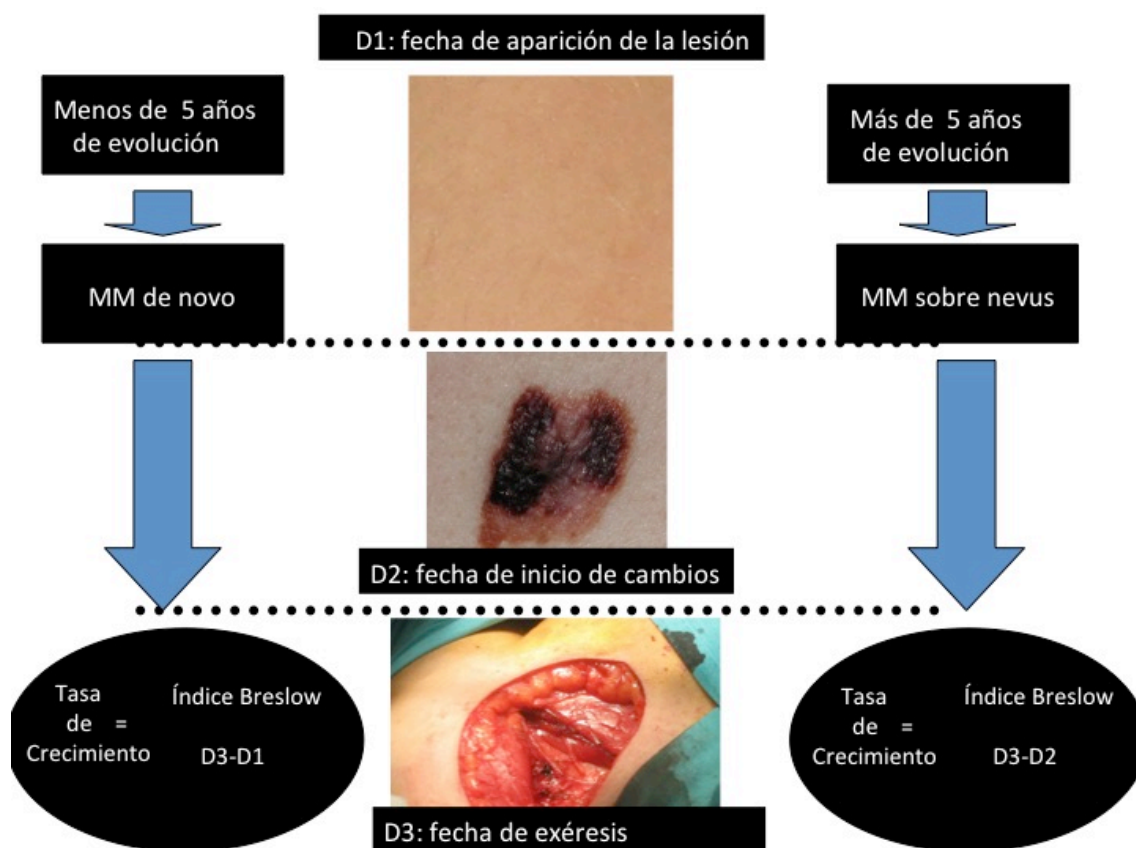 D1: fecha de aparición de la lesión
Menos de 5 años
de evolución
Más de 5 años
de evolución
MM de novo
MM sobre nevus
D2: fecha de inicio de cambios
Tasa
de =
Crecimiento
Índice Breslow
D3-D1
Tasa
de =
Crecimiento
Índice Breslow
D3-D2
D3: fecha de exéresis